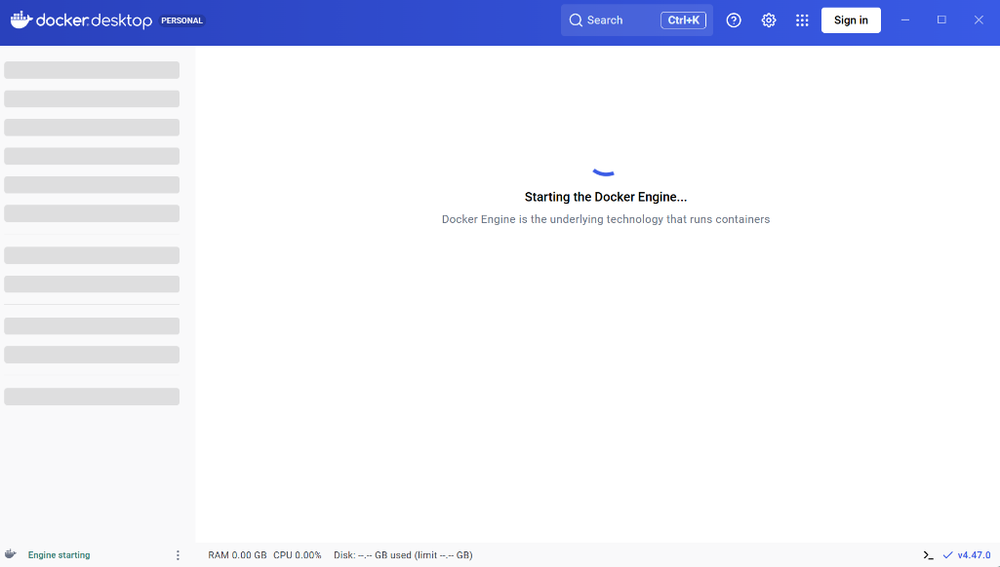 docker.desktop PERSONAL
Search Ctrl+K
Sign in
Starting the Docker Engine...
Docker Engine is the underlying technology that runs containers
Engine starting
RAM 0.00 GB CPU 0.00% Disk: --.-- GB used (limit --.-- GB)
v4.47.0